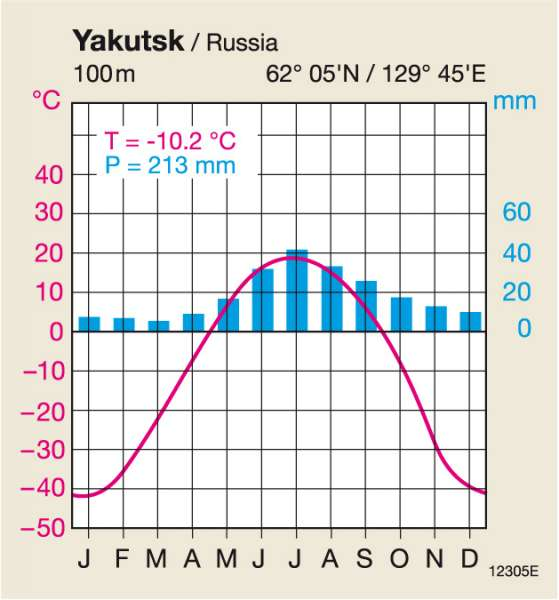 Yakutsk / Russia
100 m 62° 05'N / 129° 45'E
°C mm
T = -10.2 °C
P = 213 mm
40
30 60
20 40
10 20
0 0
−10
−20
−30
−40
−50
J F M A M J J A S O N D
12305E